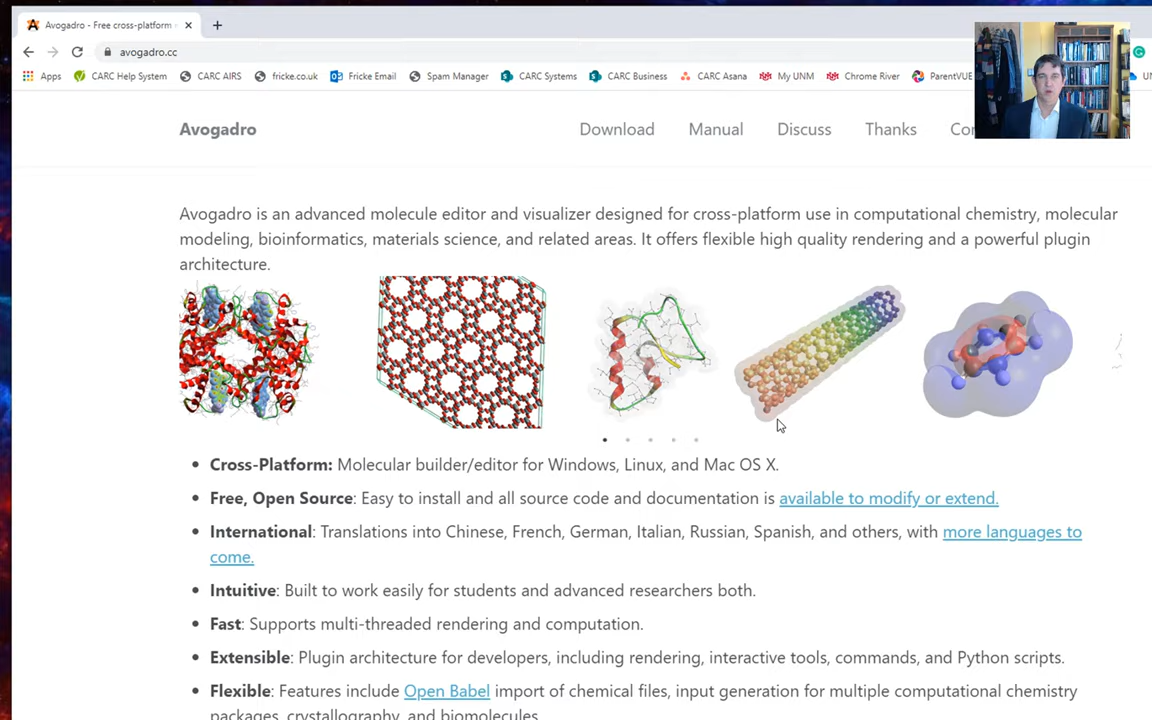 Avogadro - Free cross-platform
avogadro.cc
Apps CARC Help System CARC AIRS fricke.co.uk Fricke Email Spam Manager CARC Systems CARC Business CARC Asana My UNM Chrome River ParentVUE UN
Avogadro Download Manual Discuss Thanks
Avogadro is an advanced molecule editor and visualizer designed for cross-platform use in computational chemistry, molecular
modeling, bioinformatics, materials science, and related areas. It offers flexible high quality rendering and a powerful plugin
architecture.
• Cross-Platform: Molecular builder/editor for Windows, Linux, and Mac OS X.
• Free, Open Source: Easy to install and all source code and documentation is available to modify or extend.
• International: Translations into Chinese, French, German, Italian, Russian, Spanish, and others, with more languages to
come.
• Intuitive: Built to work easily for students and advanced researchers both.
• Fast: Supports multi-threaded rendering and computation.
• Extensible: Plugin architecture for developers, including rendering, interactive tools, commands, and Python scripts.
• Flexible: Features include Open Babel import of chemical files, input generation for multiple computational chemistry
packages, crystallography, and biomolecules.